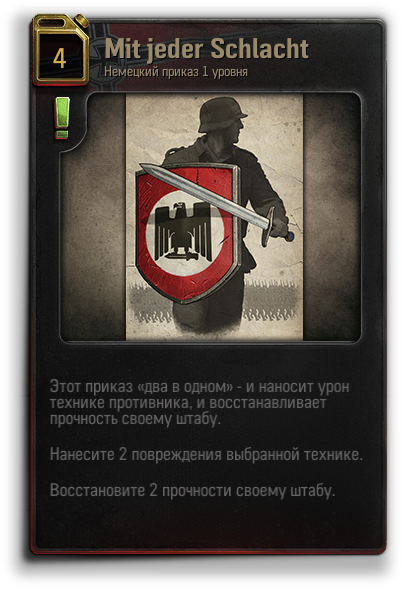 4
Mit jeder Schlacht
Немецкий приказ 1 уровня
Этот приказ «два в одном» - и наносит урон
технике противника, и восстанавливает
прочность своему штабу.
Нанесите 2 повреждения выбранной технике.
Восстановите 2 прочности своему штабу.